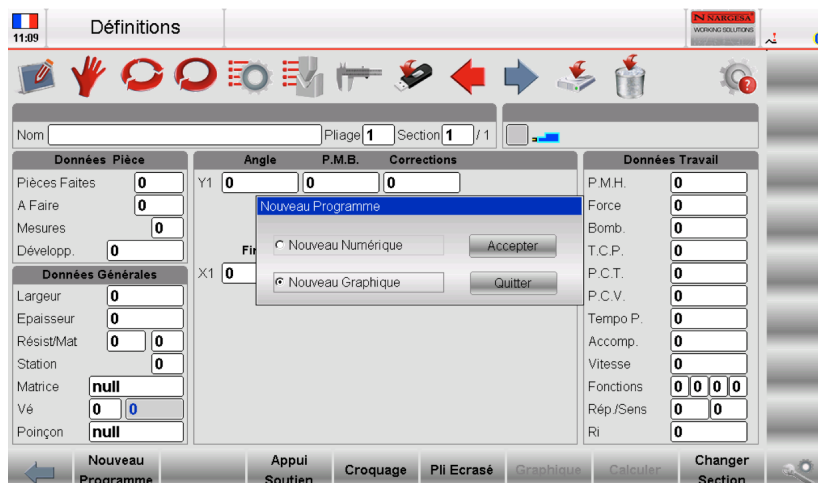 11:09 Définitions N NARGESA WORKING SOLUTIONS
Nom Pliage 1 Section 1 / 1
Données Pièce Angle P.M.B. Corrections Données Travail
Pièces Faites 0 Y1 0 0 0 P.M.H. 0
A Faire 0 Nouveau Programme Force 0
Mesures 0 Bomb. 0
Nouveau Numérique Accepter
Développ. 0 Fin T.C.P. 0
Données Générales X1 0 P.C.T. 0
Nouveau Graphique Quitter
Largeur 0 P.C.V. 0
Epaisseur 0 Tempo P. 0
Résist/Mat 0 0 Accomp. 0
Station 0 Vitesse 0
Matrice null Fonctions 0 0 0 0
Vé 0 0 Rép./Sens 0 0
Poinçon null Ri 0
Nouveau Programme Appui Soutien Croquage Pli Ecrasé Graphique Calculer Changer Section